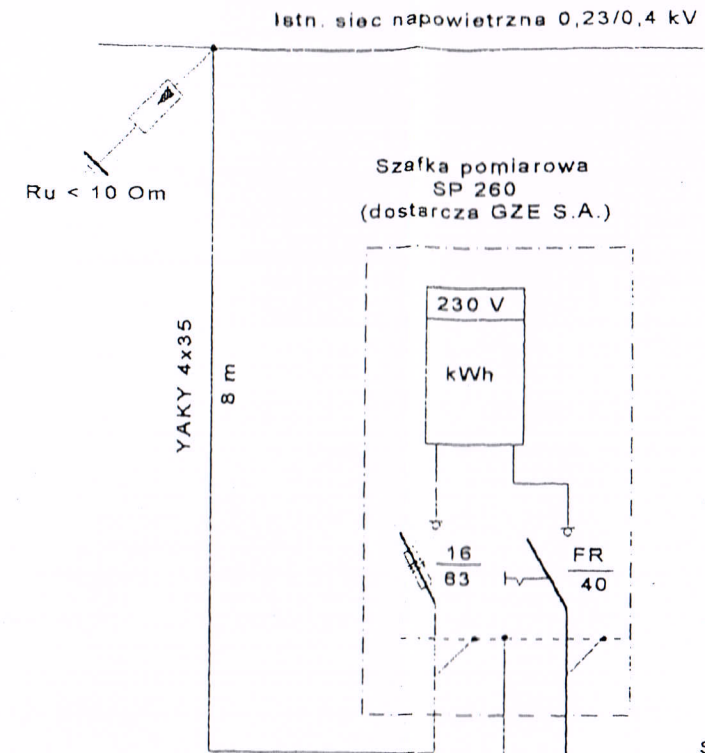 Istn. siec napowietrzna 0,23/0,4 kV
Ru < 10 Om
Szafka pomiarowa
SP 260
(dostarcza GZE S.A.)
230 V
kWh
YAKY 4x35
8 m
16
63
FR
40
S